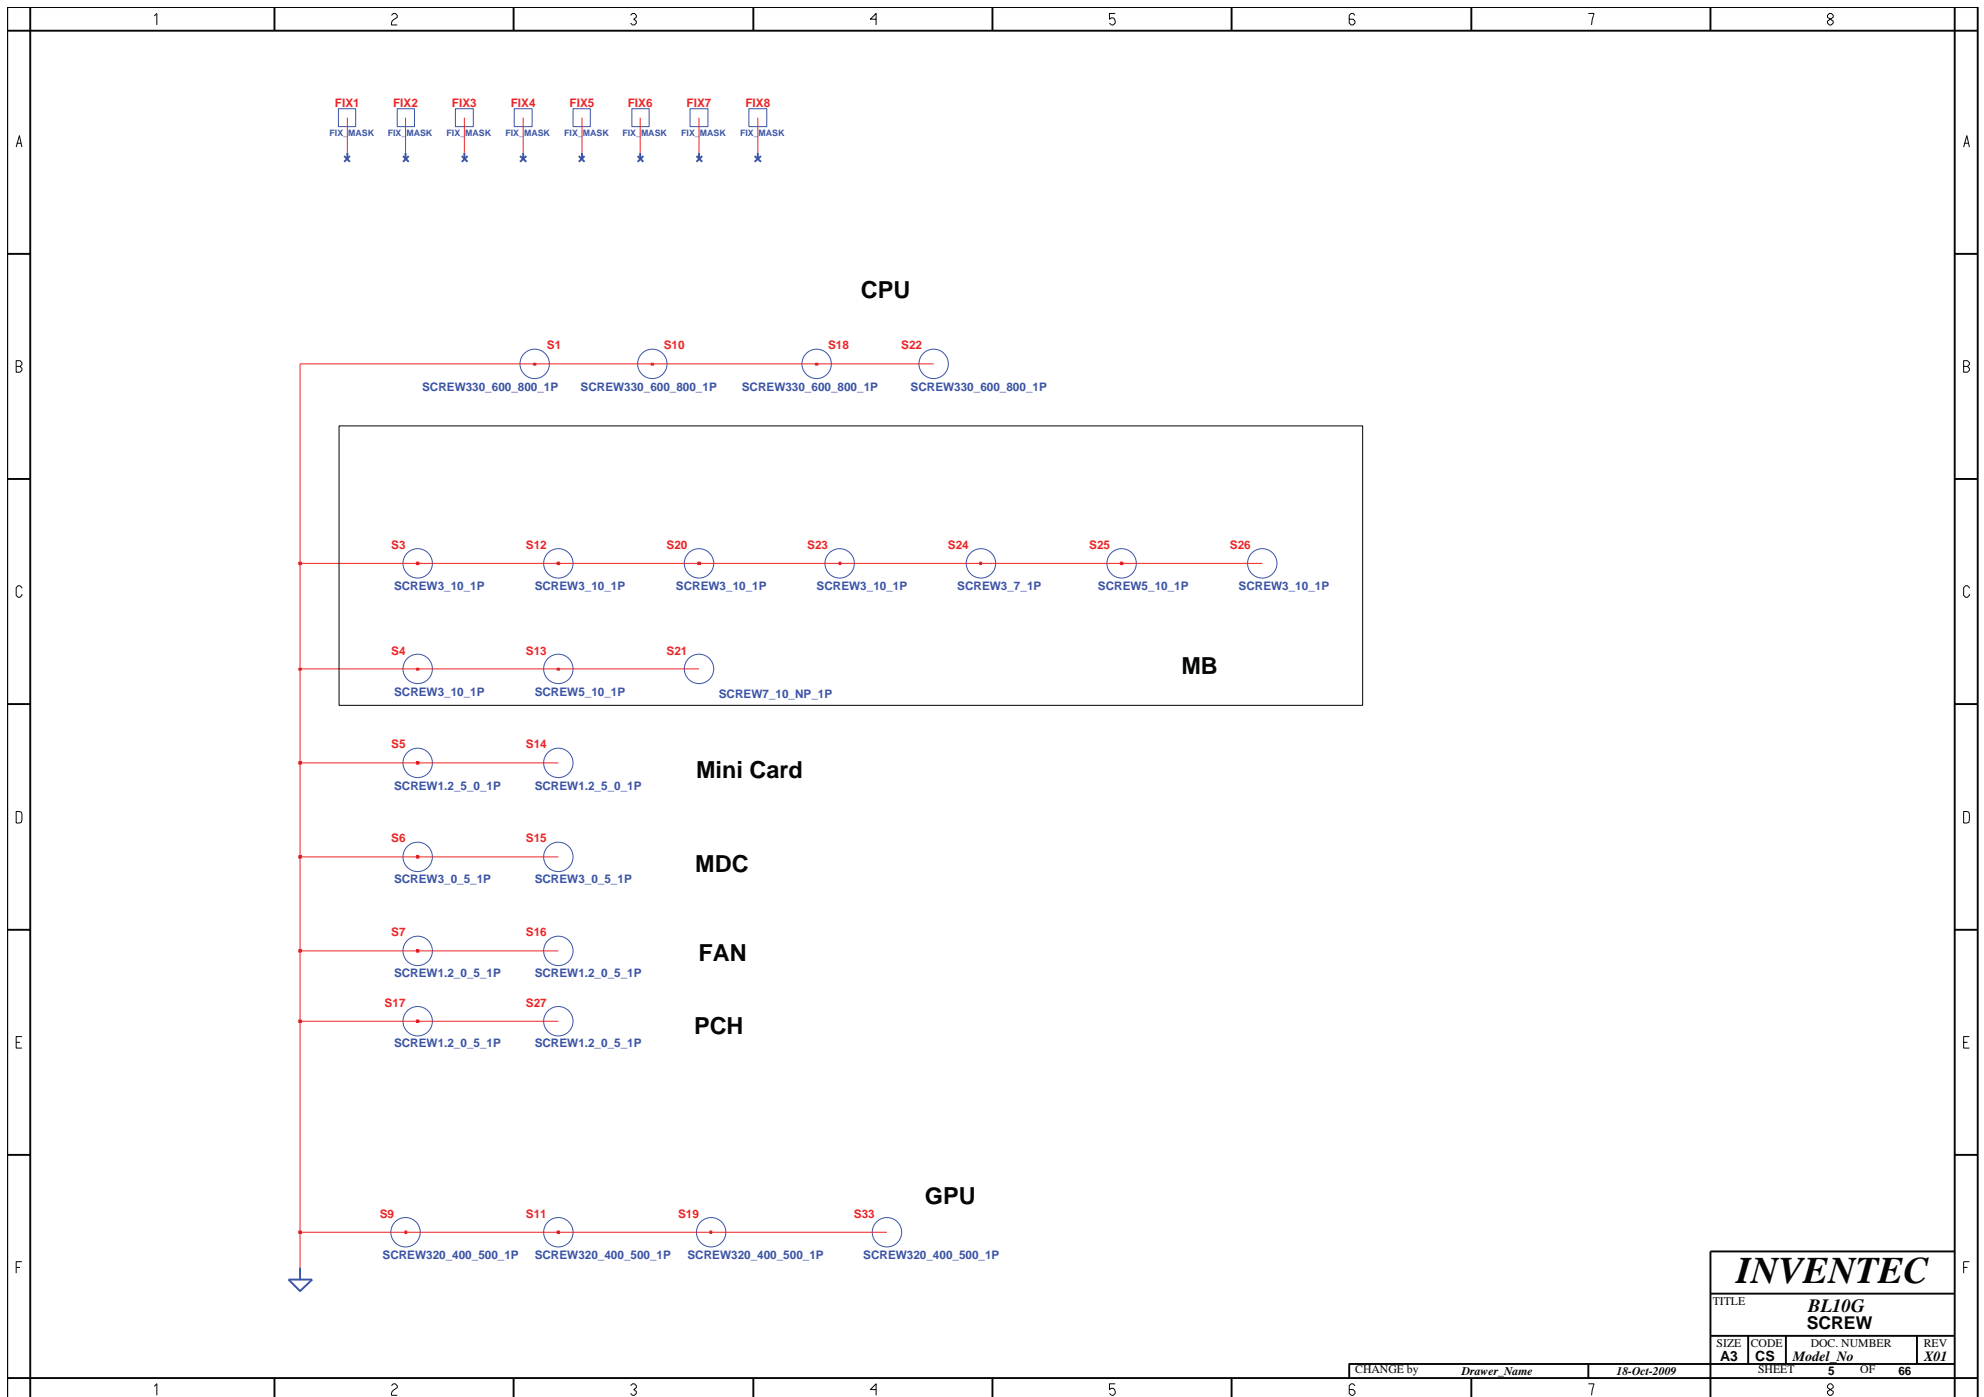 1 2 3 4 5 6 7 8
FIX1 FIX2 FIX3 FIX4 FIX5 FIX6 FIX7 FIX8
FIX_MASK FIX_MASK FIX_MASK FIX_MASK FIX_MASK FIX_MASK FIX_MASK FIX_MASK
A A
CPU
S1 S10 S18 S22
B B
SCREW330_600_800_1P SCREW330_600_800_1P SCREW330_600_800_1P SCREW330_600_800_1P
S3 S12 S20 S23 S24 S25 S26
SCREW3_10_1P SCREW3_10_1P SCREW3_10_1P SCREW3_10_1P SCREW3_7_1P SCREW5_10_1P SCREW3_10_1P
C C
S4 S13 S21
MB
SCREW3_10_1P SCREW5_10_1P SCREW7_10_NP_1P
S5 S14
Mini Card
SCREW1.2_5_0_1P SCREW1.2_5_0_1P
D D
S6 S15
MDC
SCREW3_0_5_1P SCREW3_0_5_1P
S7 S16
FAN
SCREW1.2_0_5_1P SCREW1.2_0_5_1P
S17 S27
PCH
SCREW1.2_0_5_1P SCREW1.2_0_5_1P
E E
GPU
S9 S11 S19 S33
SCREW320_400_500_1P SCREW320_400_500_1P SCREW320_400_500_1P SCREW320_400_500_1P
F F
INVENTEC
TITLE BL10G
SCREW
SIZE CODE DOC. NUMBER REV
A3 CS Model_No X01
CHANGE by Drawer_Name 18-Oct-2009 SHEET 5 OF 66
1 2 3 4 5 6 7 8